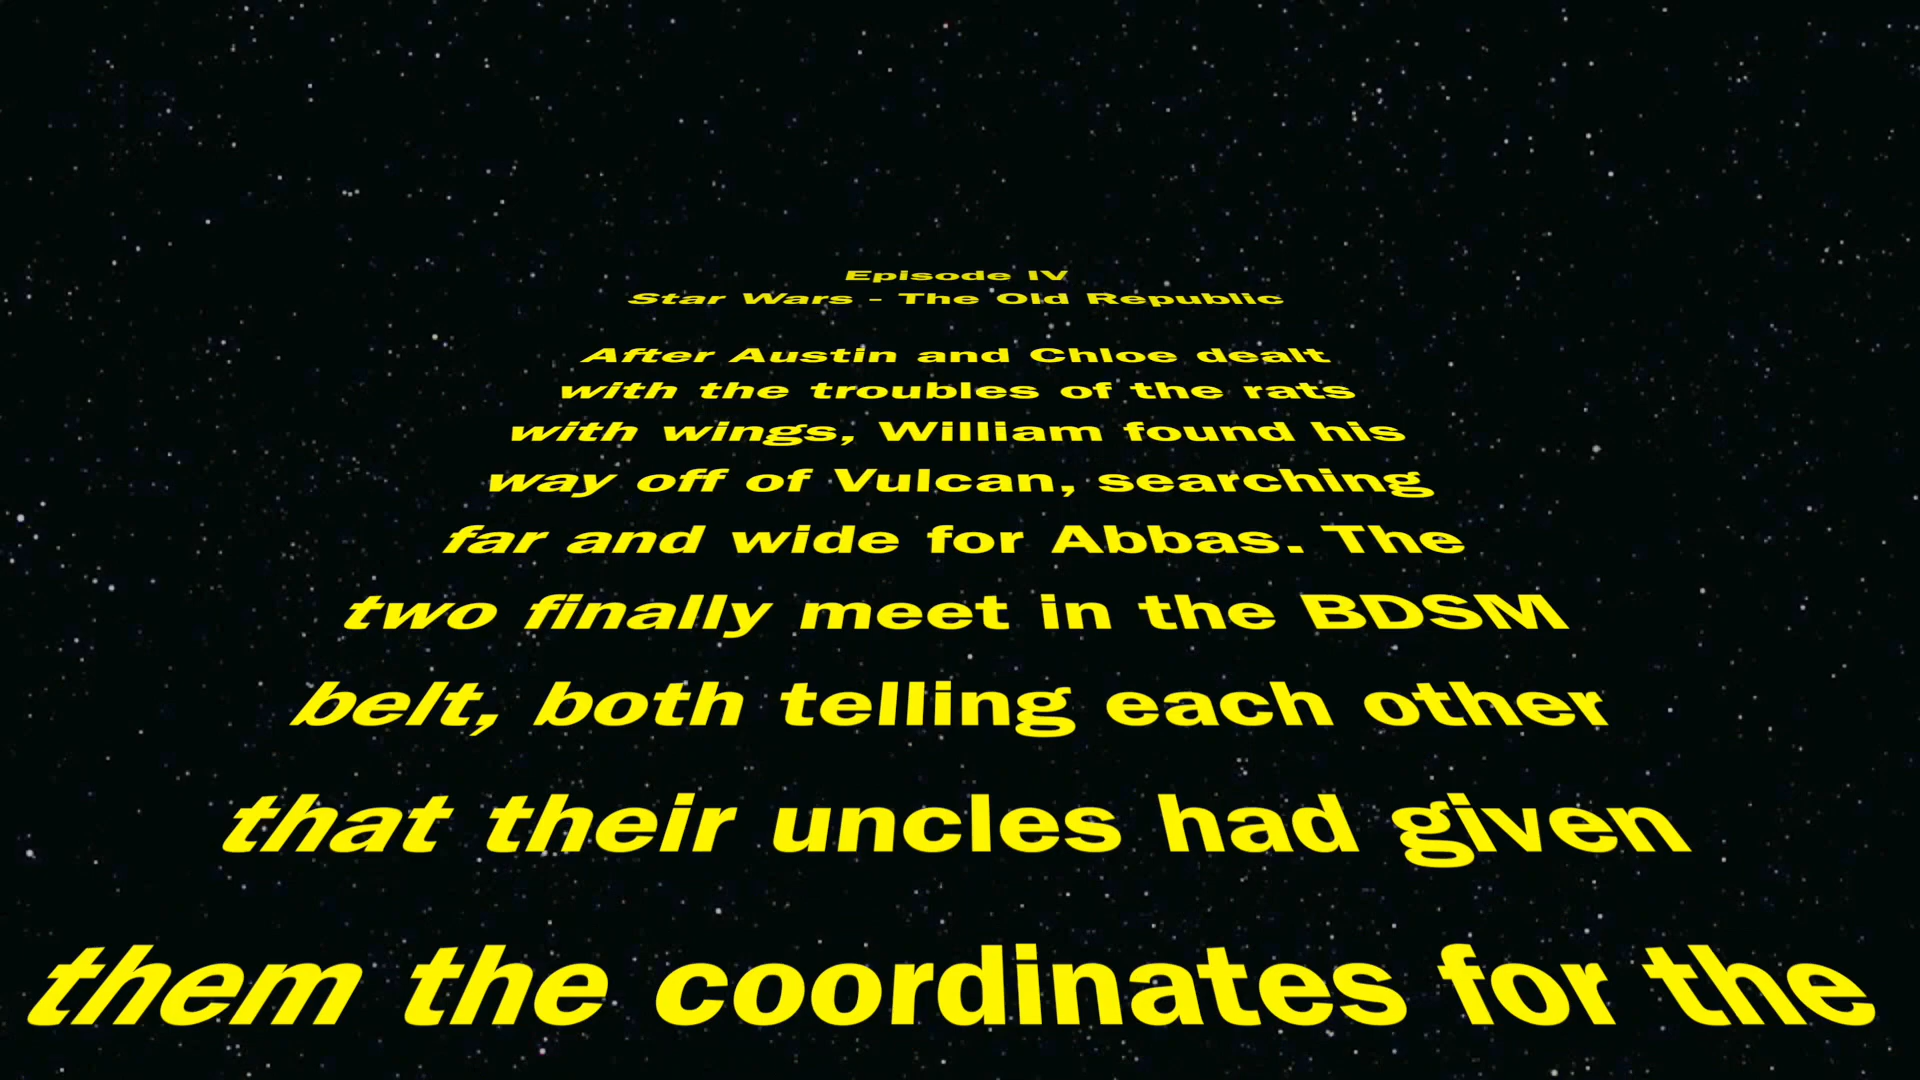 Episode IV
Star Wars - The Old Republic
After Austin and Chloe dealt
with the troubles of the rats
with wings, William found his
way off of Vulcan, searching
far and wide for Abbas. The
two finally meet in the BDSM
belt, both telling each other
that their uncles had given
them the coordinates for the